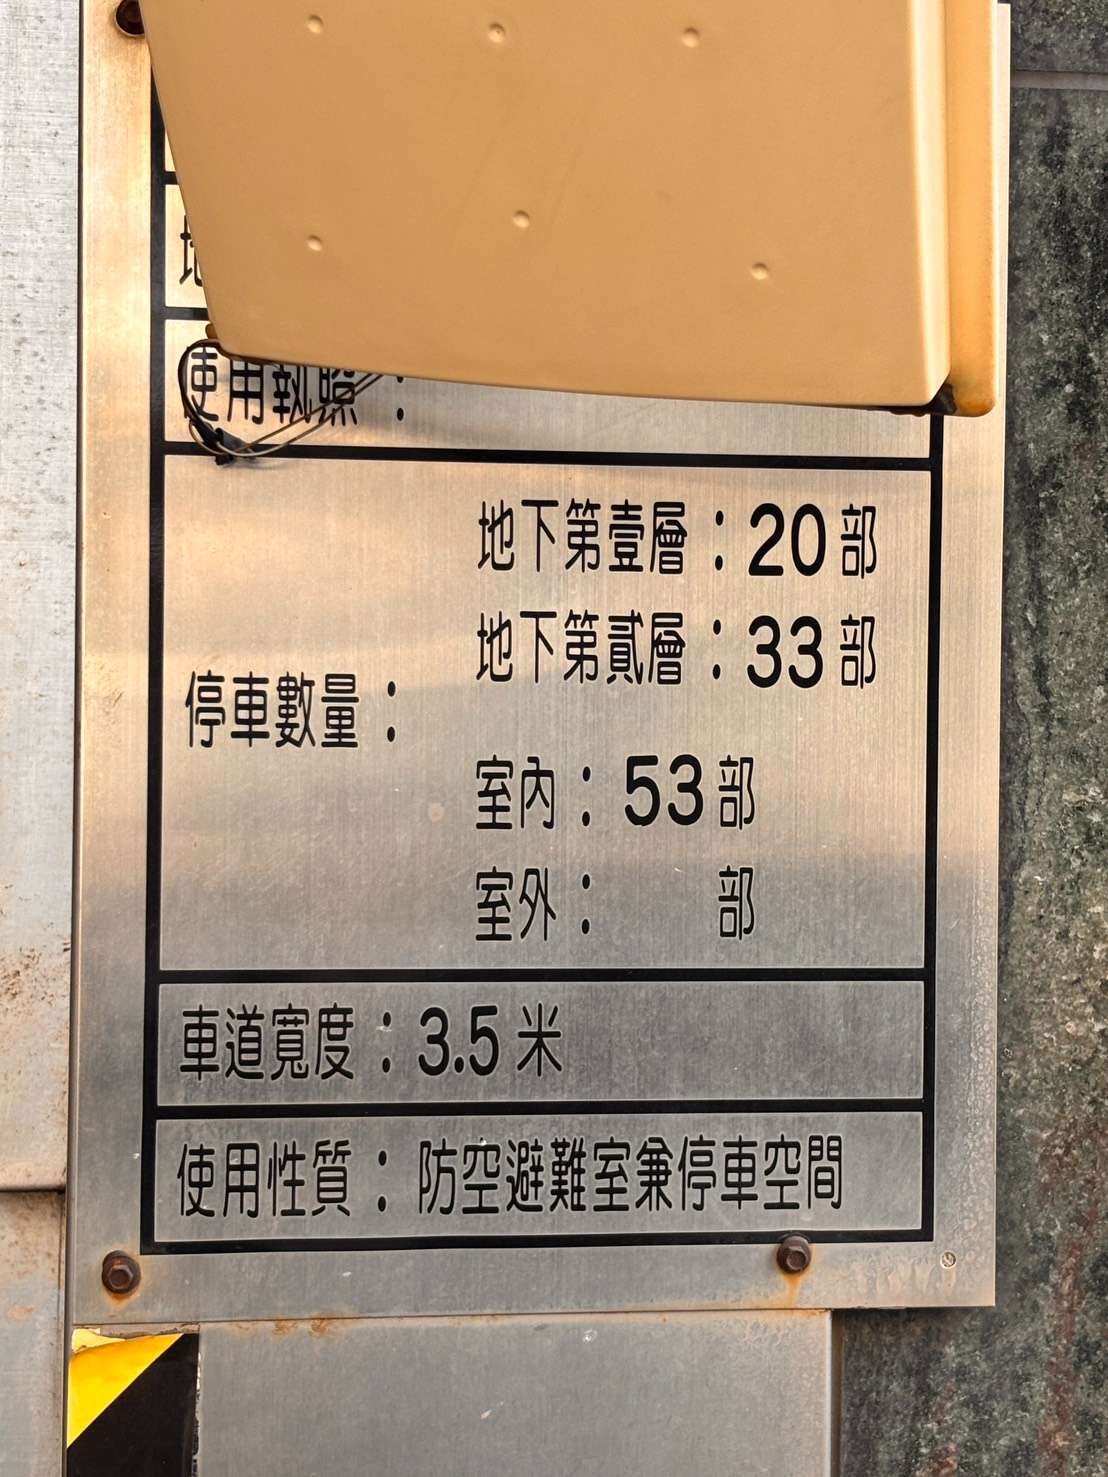 地
使用執照：
地下第壹層：20部
地下第貳層：33部
停車數量：
室內：53部
室外：　　部
車道寬度：3.5米
使用性質：防空避難室兼停車空間